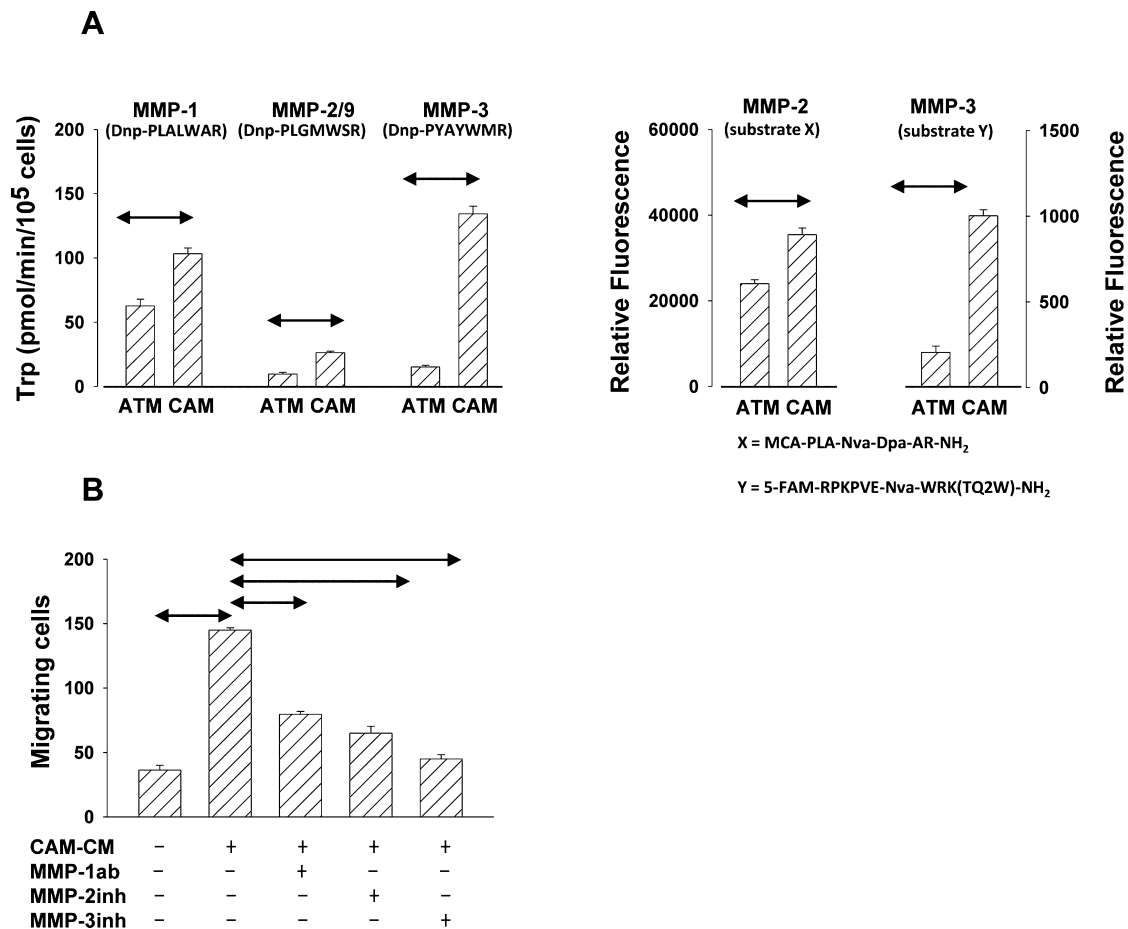 A
MMP-1 MMP-2/9 MMP-3
(Dnp-PLALWAR) (Dnp-PLGMWSR) (Dnp-PYAYWMR)
Trp (pmol/min/10⁵ cells)
200
150
100
50
0
ATM CAM ATM CAM ATM CAM
MMP-2 MMP-3
(substrate X) (substrate Y)
Relative Fluorescence
60000
40000
20000
0
1500
1000
500
0
Relative Fluorescence
ATM CAM ATM CAM
X = MCA-PLA-Nva-Dpa-AR-NH₂
Y = 5-FAM-RPKPVE-Nva-WRK(TQ2W)-NH₂
B
Migrating cells
200
150
100
50
0
CAM-CM − + + + +
MMP-1ab − − + − −
MMP-2inh − − − + −
MMP-3inh − − − − +